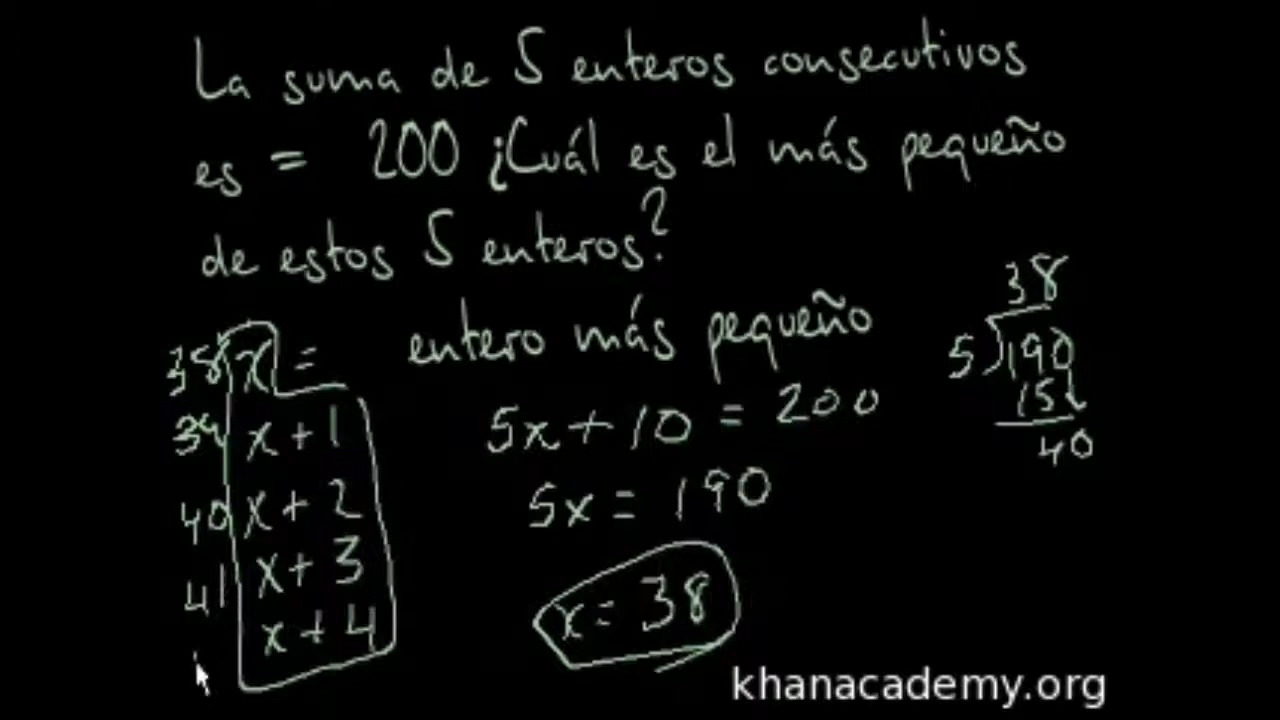 La suma de 5 enteros consecutivos
es = 200 ¿Cuál es el más pequeño
de estos 5 enteros?
38 x = entero más pequeño
39 x + 1
40 x + 2
41 x + 3
x + 4
5x + 10 = 200
5x = 190
x = 38
38
5)190
15↓
40
khanacademy.org